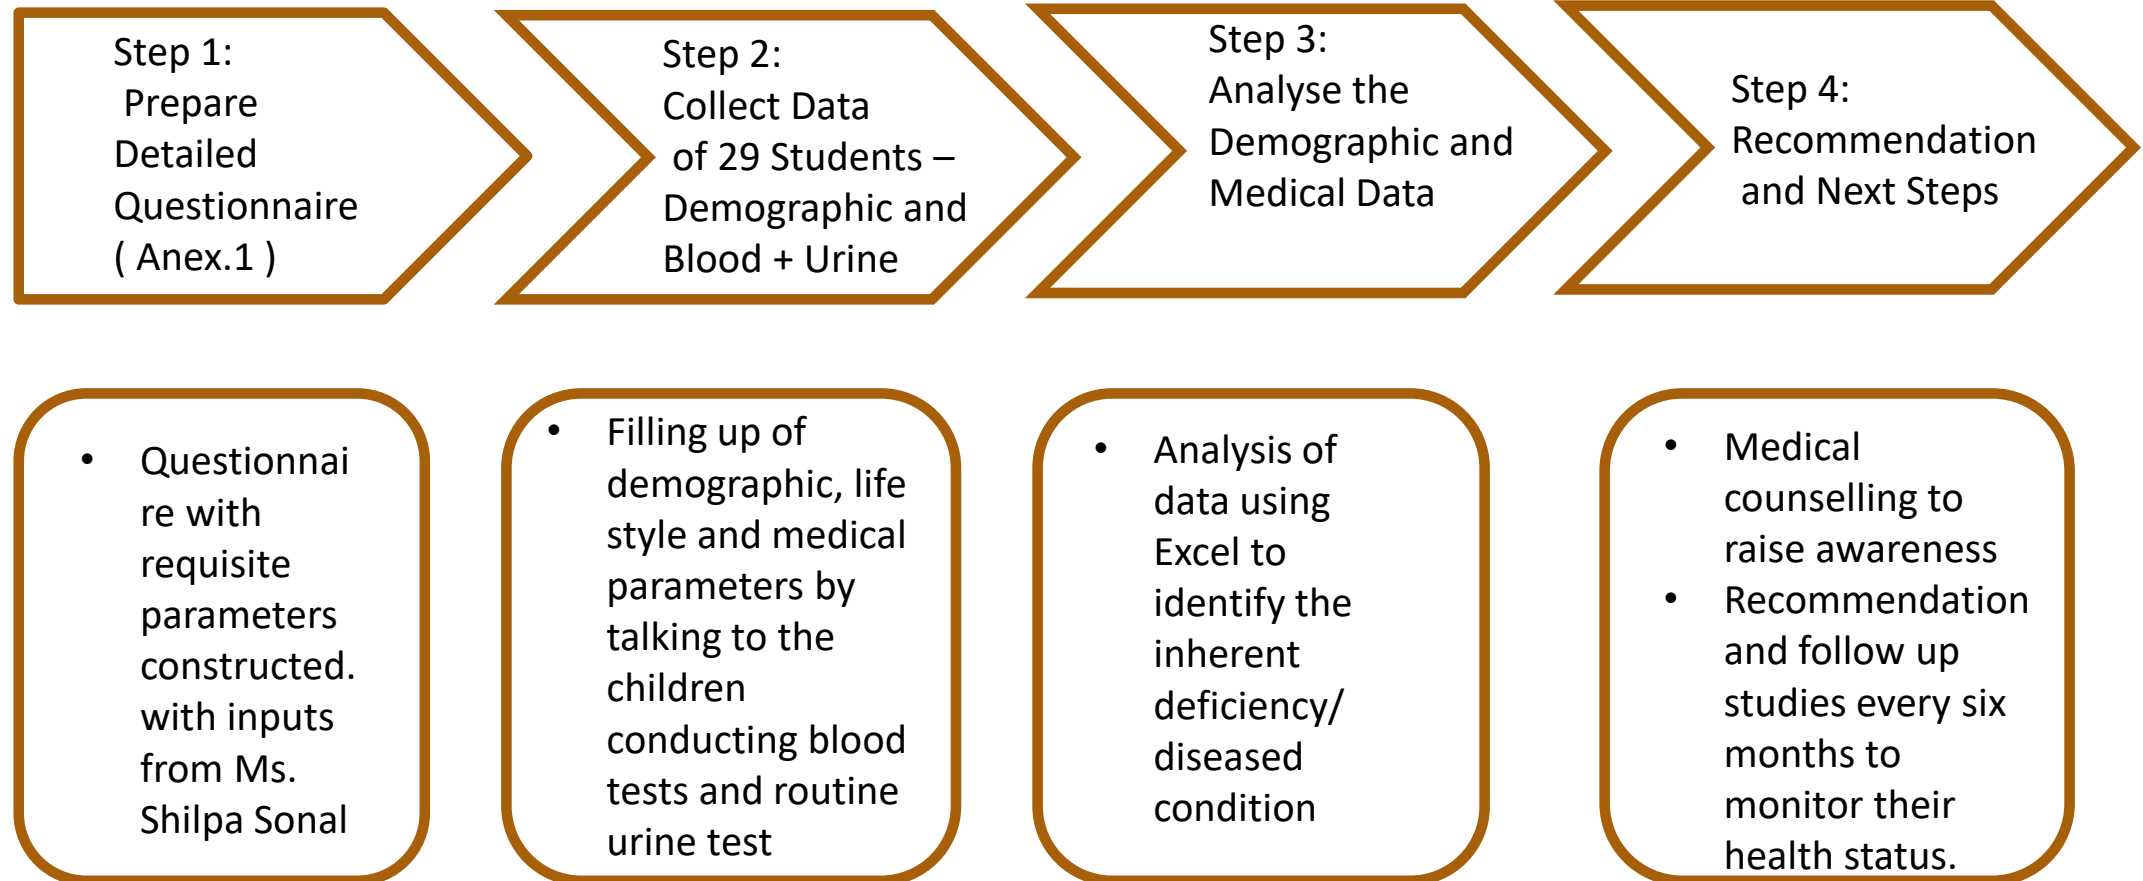 Step 1:
Prepare
Detailed
Questionnaire
( Anex.1 )
Step 2:
Collect Data
of 29 Students –
Demographic and
Blood + Urine
Step 3:
Analyse the
Demographic and
Medical Data
Step 4:
Recommendation
and Next Steps
• Questionnai
re with
requisite
parameters
constructed.
with inputs
from Ms.
Shilpa Sonal
• Filling up of
demographic, life
style and medical
parameters by
talking to the
children
conducting blood
tests and routine
urine test
• Analysis of
data using
Excel to
identify the
inherent
deficiency/
diseased
condition
• Medical
counselling to
raise awareness
• Recommendation
and follow up
studies every six
months to
monitor their
health status.